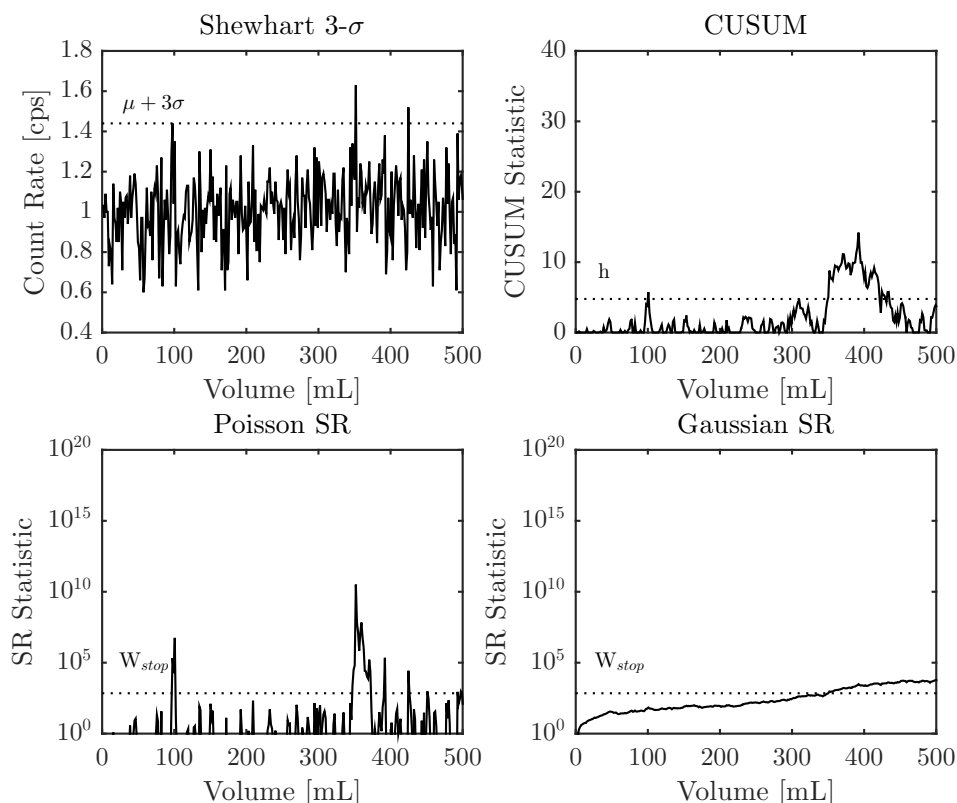 Shewhart 3-σ
Count Rate [cps]
1.8
1.6
1.4
1.2
1
0.8
0.6
0.4
μ + 3σ
0 100 200 300 400 500
Volume [mL]
CUSUM
CUSUM Statistic
40
30
20
10
0
h
0 100 200 300 400 500
Volume [mL]
Poisson SR
SR Statistic
10^20
10^15
10^10
10^5
10^0
W_stop
0 100 200 300 400 500
Volume [mL]
Gaussian SR
SR Statistic
10^20
10^15
10^10
10^5
10^0
W_stop
0 100 200 300 400 500
Volume [mL]